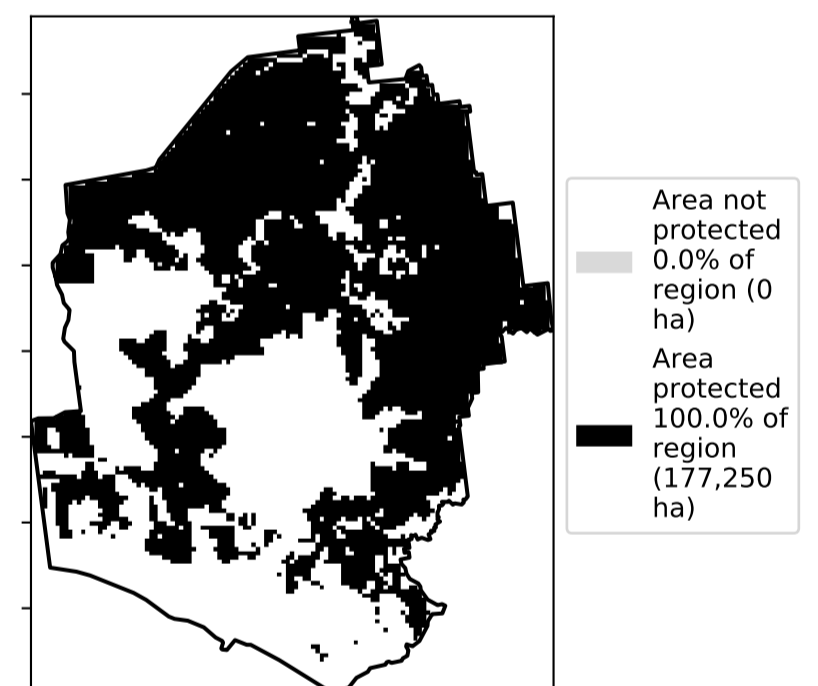 Area not
protected
0.0% of
region (0
ha)
Area
protected
100.0% of
region
(177,250
ha)